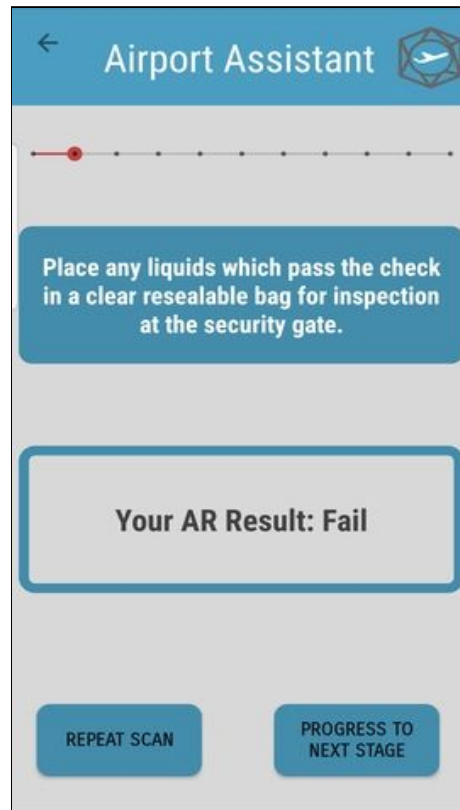 Airport Assistant
Place any liquids which pass the check
in a clear resealable bag for inspection
at the security gate.
Your AR Result: Fail
REPEAT SCAN
PROGRESS TO
NEXT STAGE